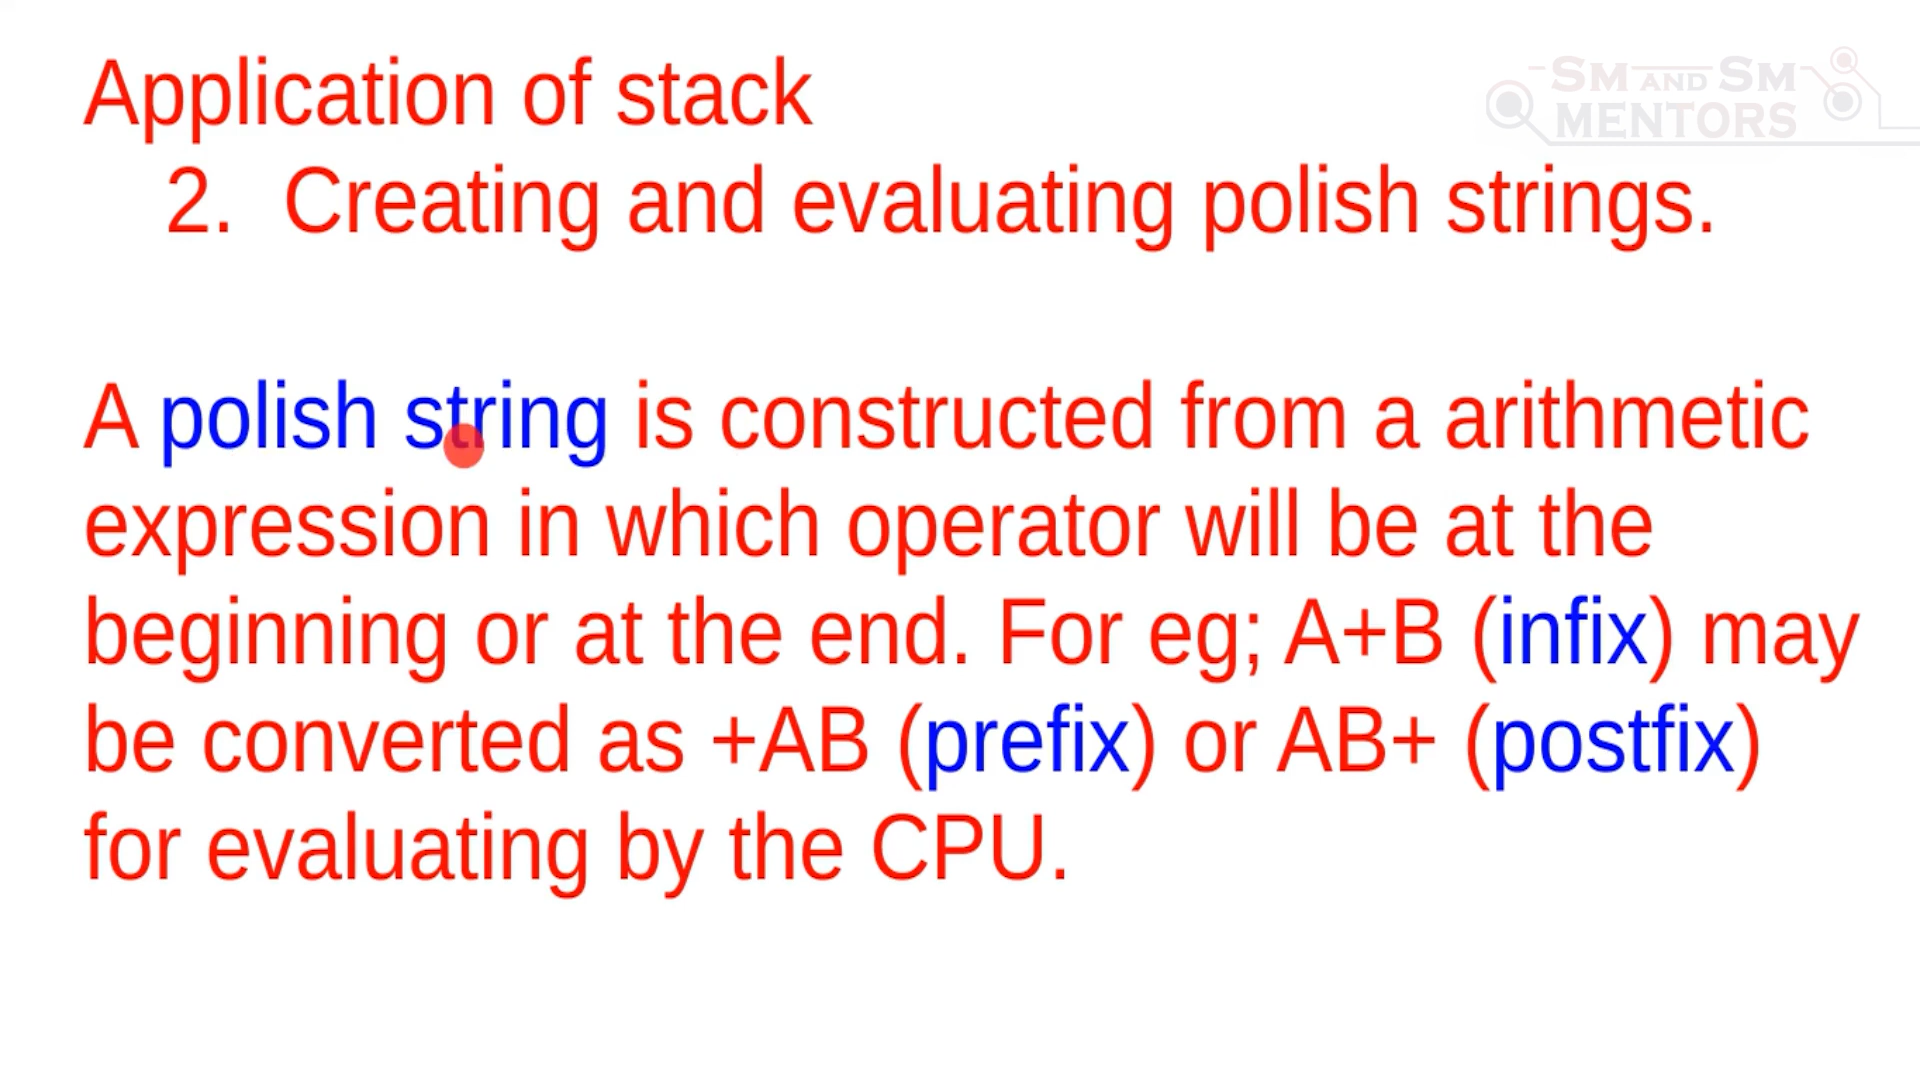 Application of stack
SM AND SM
MENTORS
2. Creating and evaluating polish strings.
A polish string is constructed from a arithmetic
expression in which operator will be at the
beginning or at the end. For eg; A+B (infix) may
be converted as +AB (prefix) or AB+ (postfix)
for evaluating by the CPU.